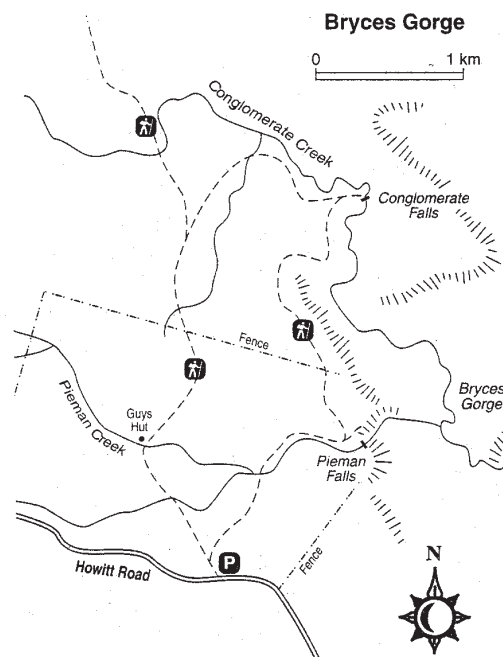 Bryces Gorge
0 1 km
Conglomerate Creek
Conglomerate
Falls
Fence
Pieman Creek
Guys
Hut
Bryces
Gorge
Pieman
Falls
P
Howitt Road
Fence
N